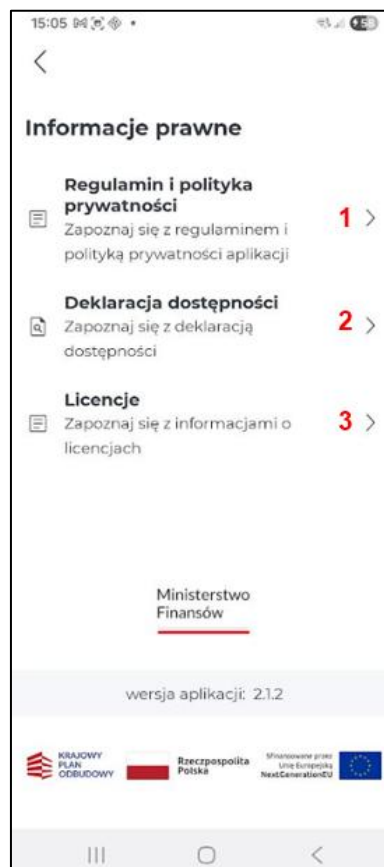 15:05
Informacje prawne
Regulamin i polityka
prywatności
Zapoznaj się z regulaminem i
polityką prywatności aplikacji
1
Deklaracja dostępności
Zapoznaj się z deklaracją
dostępności
2
Licencje
Zapoznaj się z informacjami o
licencjach
3
Ministerstwo
Finansów
wersja aplikacji: 2.1.2
KRAJOWY
PLAN
ODBUDOWY
Rzeczpospolita
Polska
Sfinansowane przez
Unię Europejską
NextGenerationEU